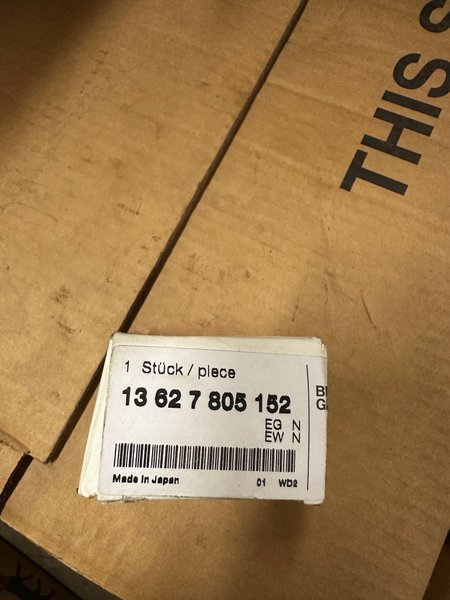 THIS S
1 Stück / piece
13 62 7 805 152
EG N
EW N
Made in Japan 01 WD2